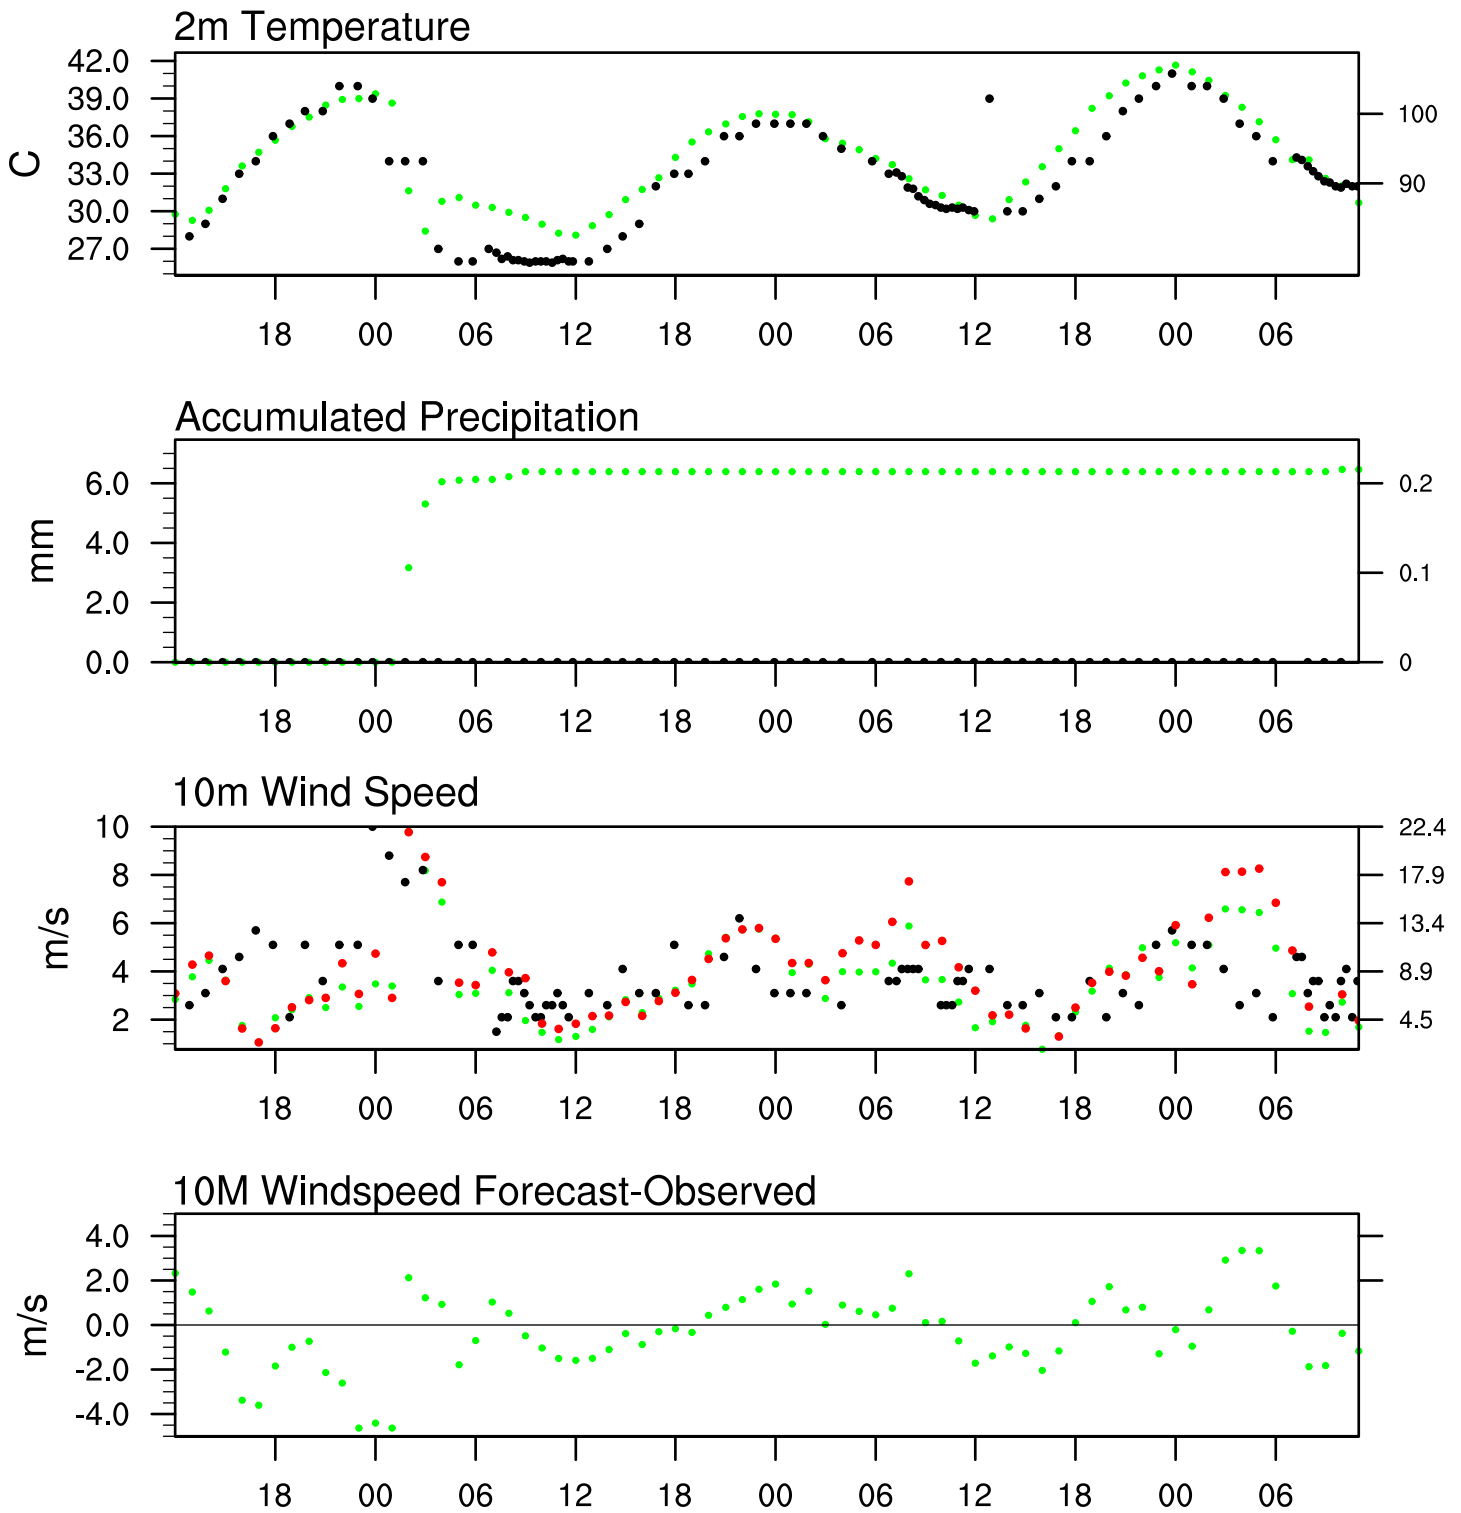 2m Temperature
42.0
39.0
36.0
33.0
30.0
27.0
C
100
90
18 00 06 12 18 00 06 12 18 00 06
Accumulated Precipitation
6.0
4.0
2.0
0.0
mm
0.2
0.1
0
18 00 06 12 18 00 06 12 18 00 06
10m Wind Speed
10
8
6
4
2
m/s
22.4
17.9
13.4
8.9
4.5
18 00 06 12 18 00 06 12 18 00 06
10M Windspeed Forecast-Observed
4.0
2.0
0.0
-2.0
-4.0
m/s
18 00 06 12 18 00 06 12 18 00 06